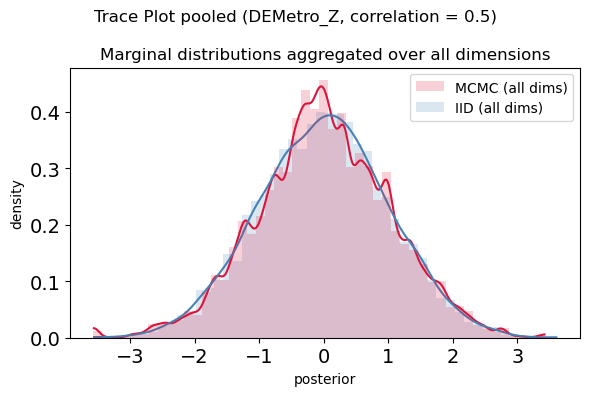 Trace Plot pooled (DEMetro_Z, correlation = 0.5)
Marginal distributions aggregated over all dimensions
MCMC (all dims)
IID (all dims)
density
0.4
0.3
0.2
0.1
0.0
−3 −2 −1 0 1 2 3
posterior